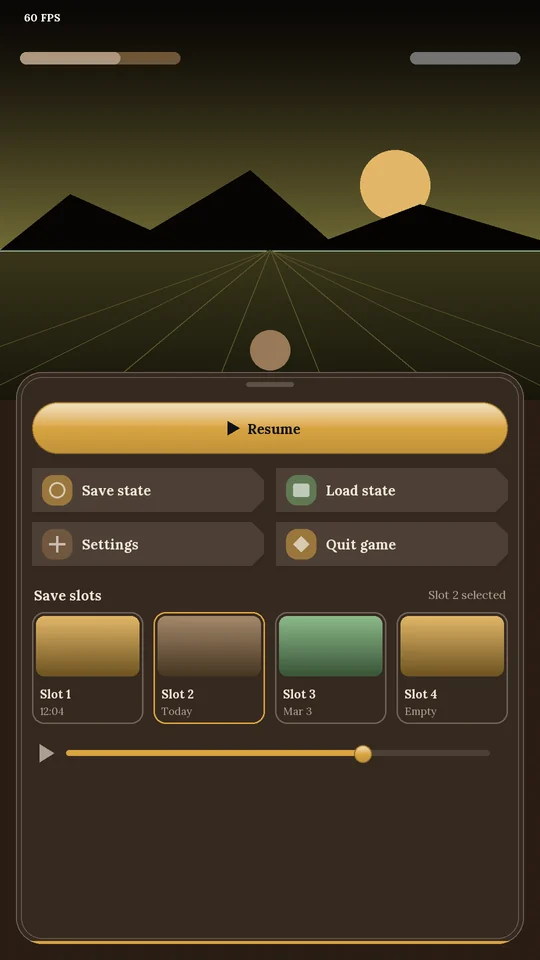 60 FPS
Resume
Save state
Load state
Settings
Quit game
Save slots
Slot 2 selected
Slot 1
12:04
Slot 2
Today
Slot 3
Mar 3
Slot 4
Empty